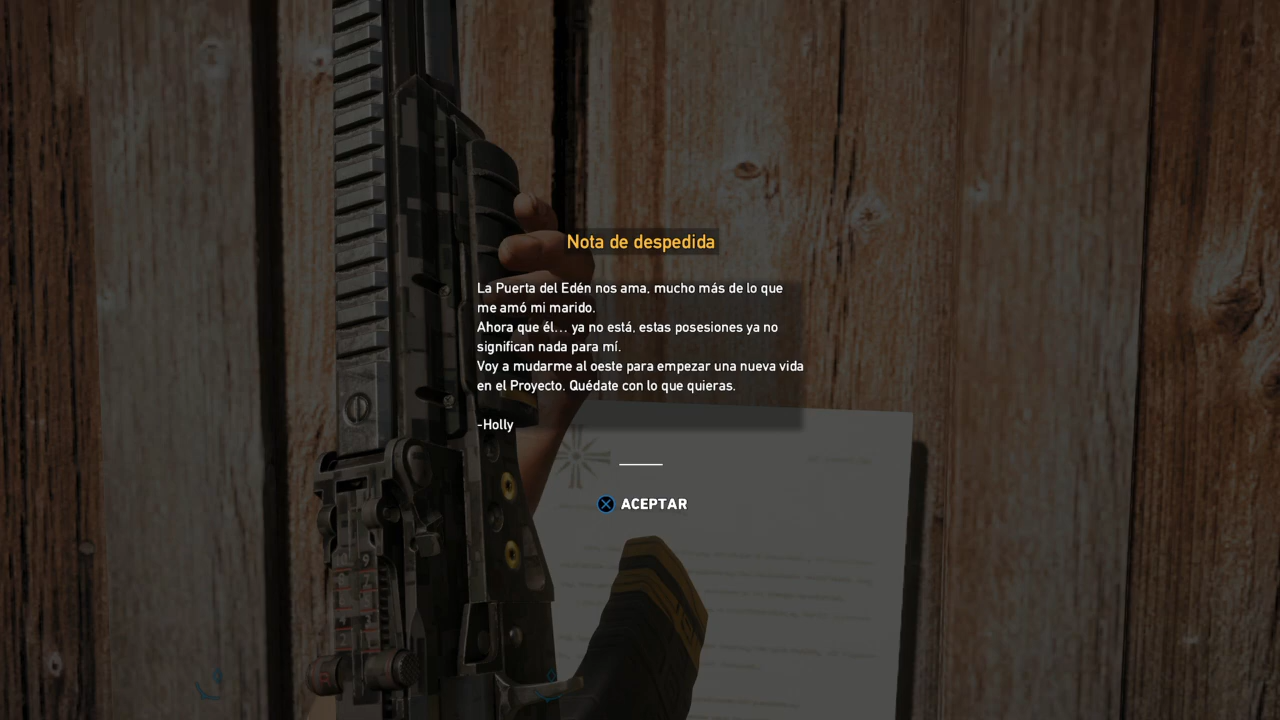 Nota de despedida
La Puerta del Edén nos ama, mucho más de lo que
me amó mi marido.
Ahora que él... ya no está, estas posesiones ya no
significan nada para mí.
Voy a mudarme al oeste para empezar una nueva vida
en el Proyecto. Quédate con lo que quieras.
-Holly
ACEPTAR